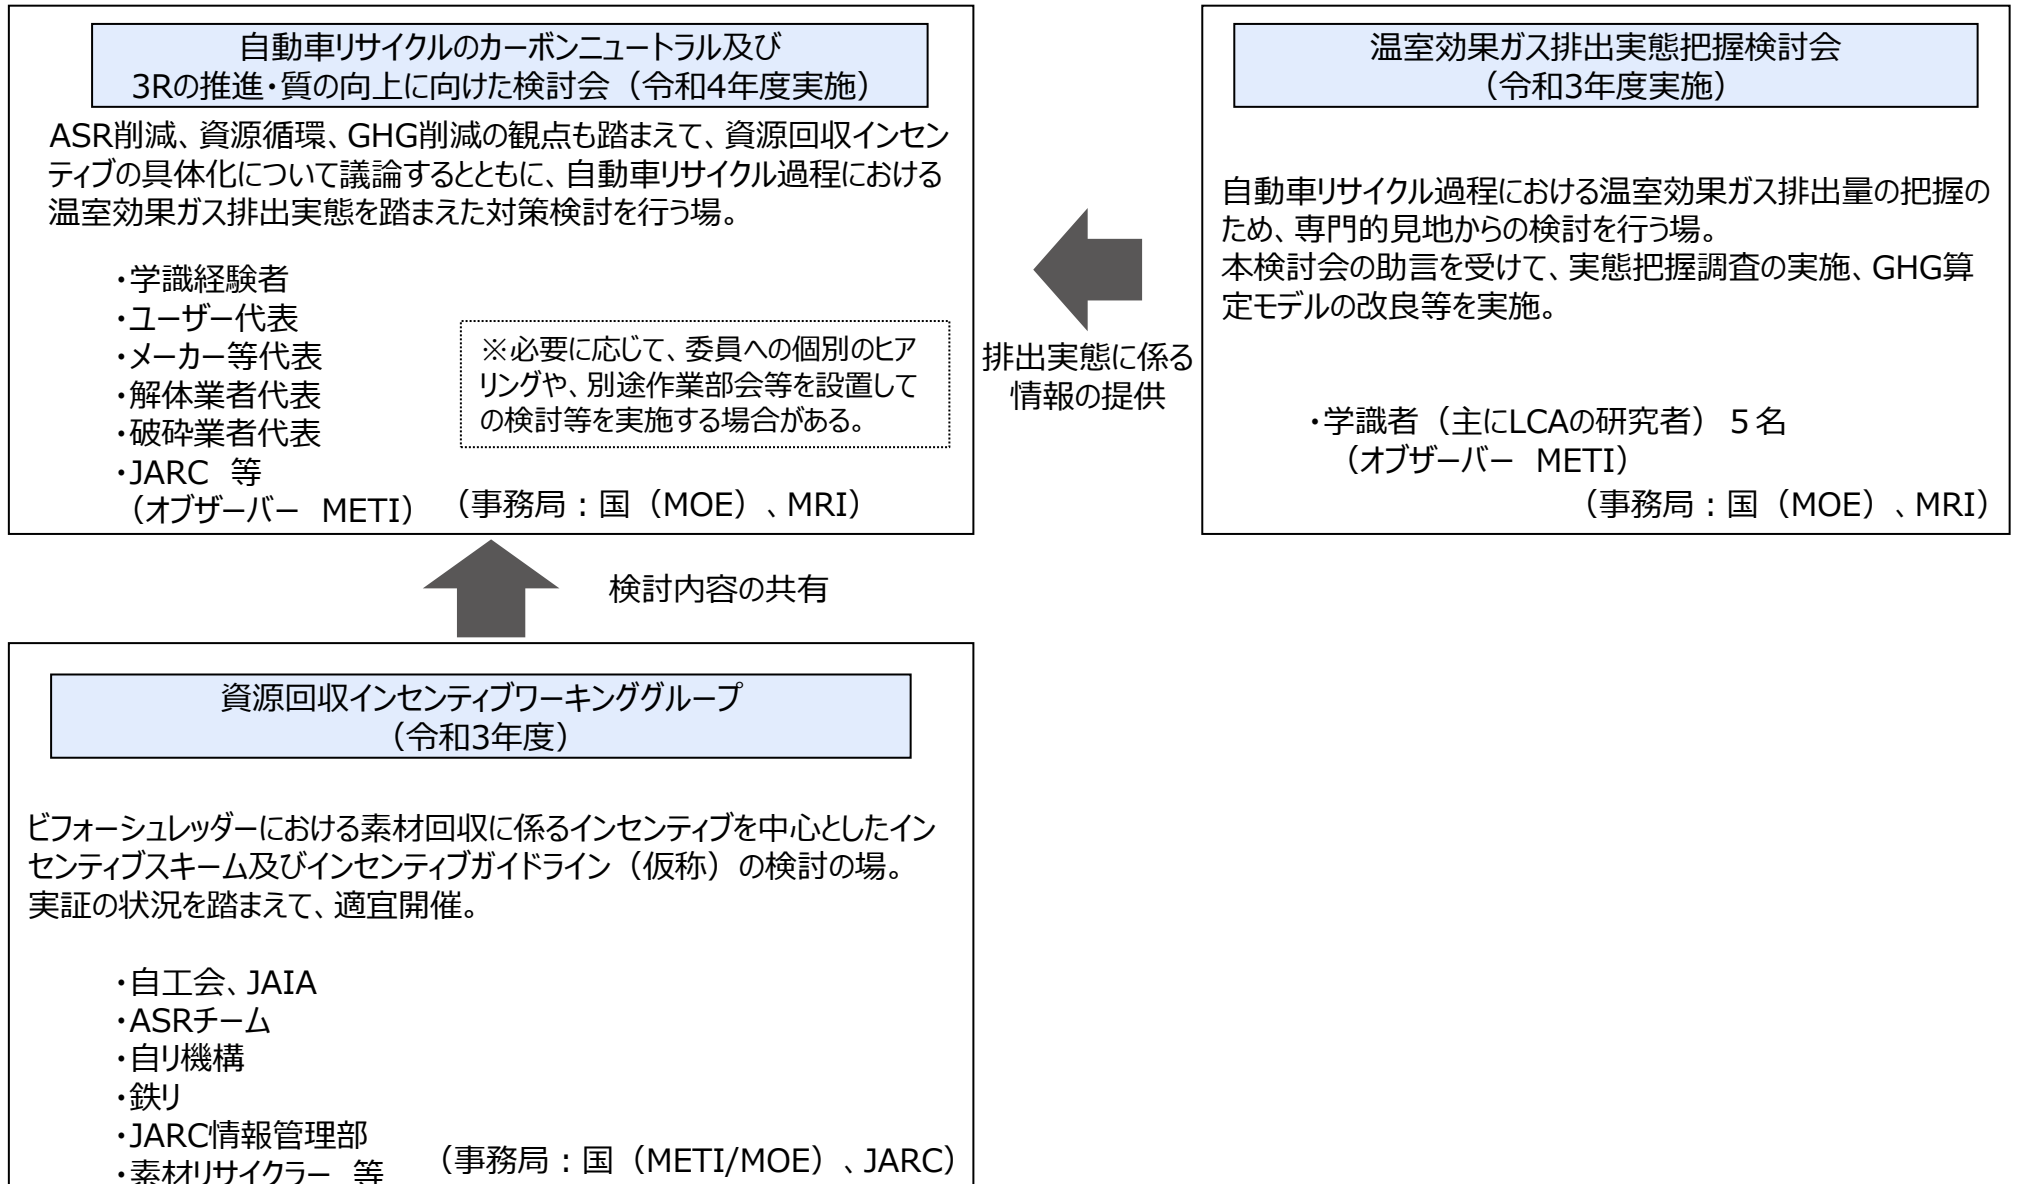 自動車リサイクルのカーボンニュートラル及び
3Rの推進・質の向上に向けた検討会（令和4年度実施）
ASR削減、資源循環、GHG削減の観点も踏まえて、資源回収インセン
ティブの具体化について議論するとともに、自動車リサイクル過程における
温室効果ガス排出実態を踏まえた対策検討を行う場。
・学識経験者
・ユーザー代表
・メーカー等代表
・解体業者代表
・破砕業者代表
・JARC　等
（オブザーバー　METI）
※必要に応じて、委員への個別のヒア
リングや、別途作業部会等を設置して
の検討等を実施する場合がある。
（事務局：国（MOE）、MRI）
排出実態に係る
情報の提供
温室効果ガス排出実態把握検討会
（令和3年度実施）
自動車リサイクル過程における温室効果ガス排出量の把握の
ため、専門的見地からの検討を行う場。
本検討会の助言を受けて、実態把握調査の実施、GHG算
定モデルの改良等を実施。
・学識者（主にLCAの研究者）５名
（オブザーバー　METI）
（事務局：国（MOE）、MRI）
検討内容の共有
資源回収インセンティブワーキンググループ
（令和3年度）
ビフォーシュレッダーにおける素材回収に係るインセンティブを中心としたイン
センティブスキーム及びインセンティブガイドライン（仮称）の検討の場。
実証の状況を踏まえて、適宜開催。
・自工会、JAIA
・ASRチーム
・自リ機構
・鉄リ
・JARC情報管理部
・素材リサイクラー　等
（事務局：国（METI/MOE）、JARC）